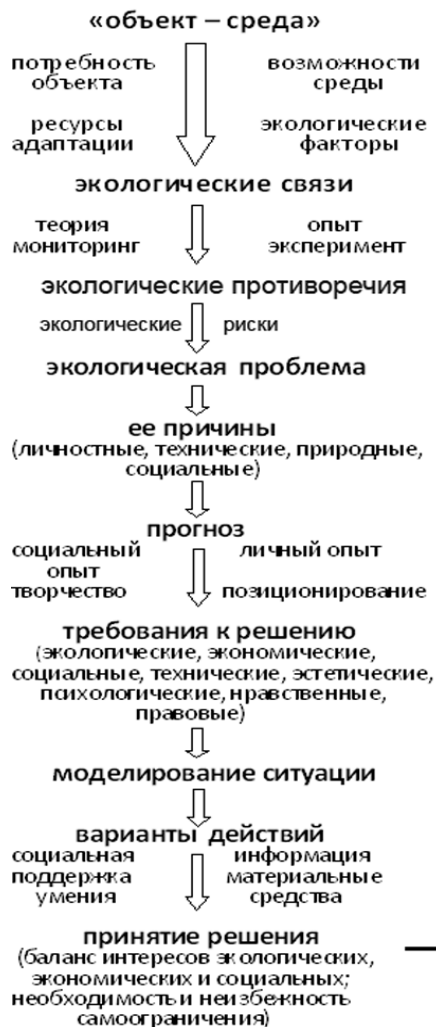 «объект – среда»
потребность возможности
объекта среды
ресурсы экологические
адаптации факторы
экологические связи
теория опыт
мониторинг эксперимент
экологические противоречия
экологические риски
экологическая проблема
ее причины
(личностные, технические, природные,
социальные)
прогноз
социальный личный опыт
опыт
творчество позиционирование
требования к решению
(экологические, экономические,
социальные, технические, эстетические,
психологические, нравственные,
правовые)
моделирование ситуации
варианты действий
социальная информация
поддержка материальные
умения средства
принятие решения
(баланс интересов экологических,
экономических и социальных;
необходимость и неизбежность
самоограничения)